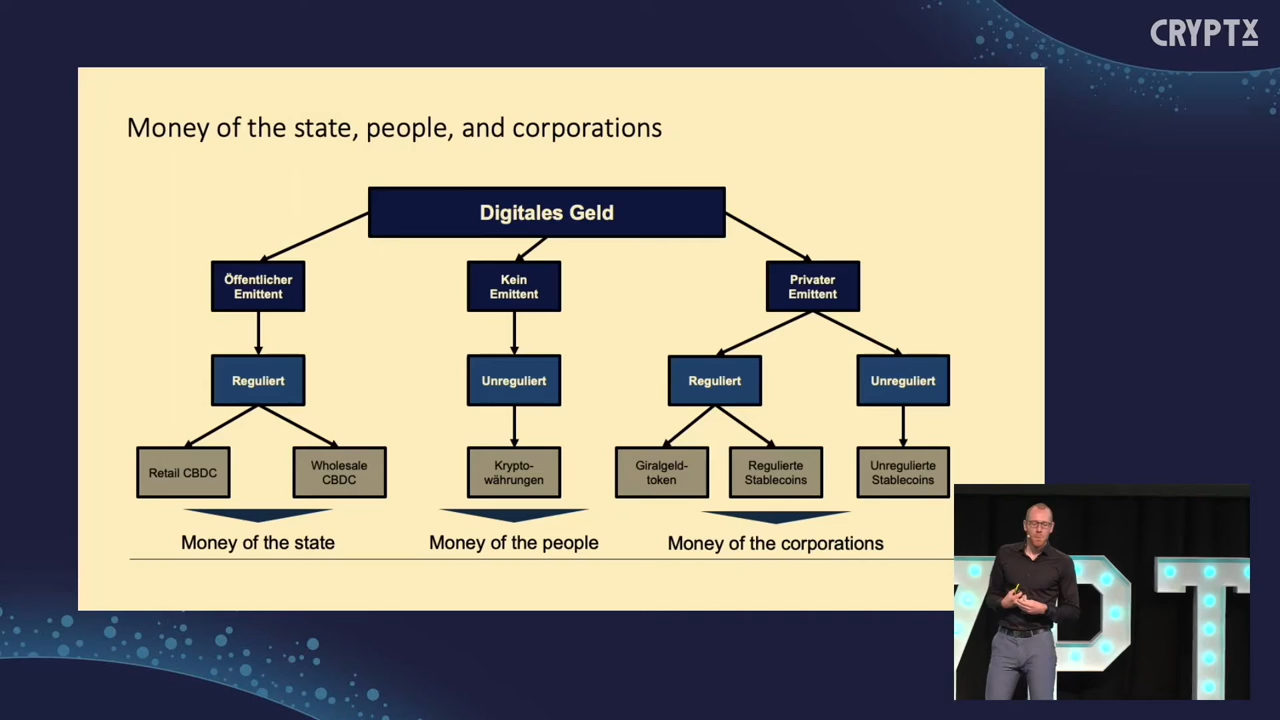 CRYPTX
Money of the state, people, and corporations
Digitales Geld
Öffentlicher
Emittent
Kein
Emittent
Privater
Emittent
Reguliert
Unreguliert
Reguliert
Unreguliert
Retail CBDC
Wholesale
CBDC
Krypto-
währungen
Giralgeld-
token
Regulierte
Stablecoins
Unregulierte
Stablecoins
Money of the state
Money of the people
Money of the corporations
YPT